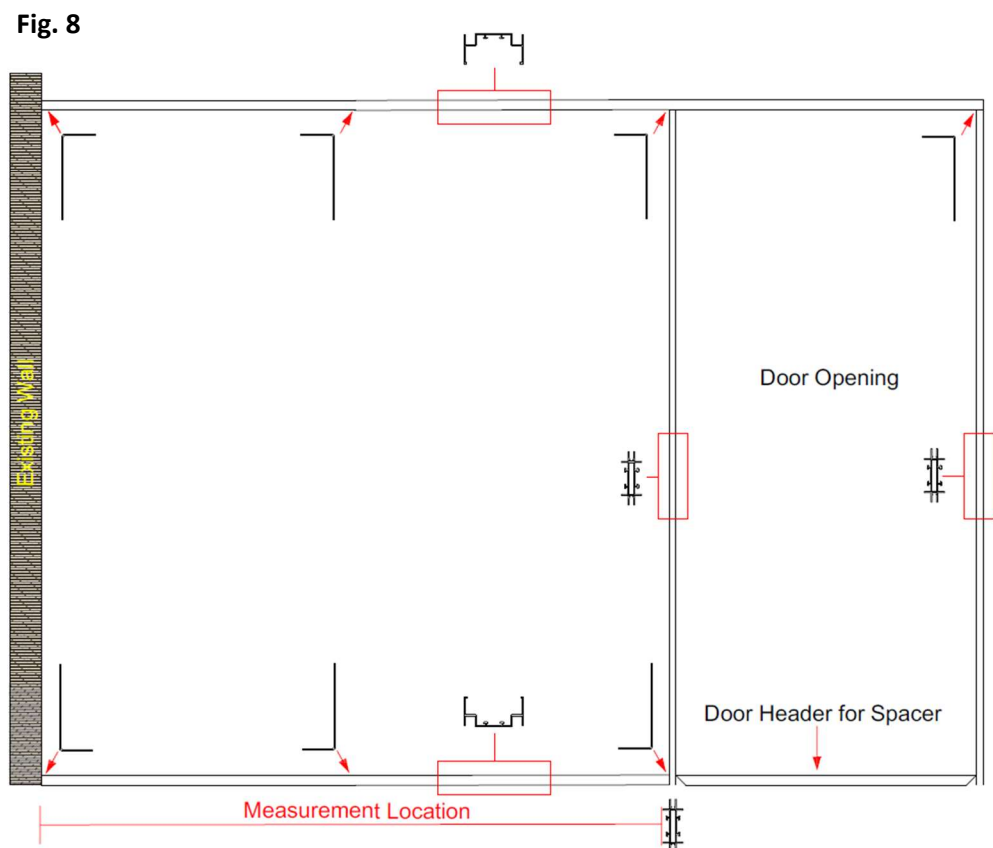 Fig. 8
Existing Wall
Door Opening
Door Header for Spacer
Measurement Location